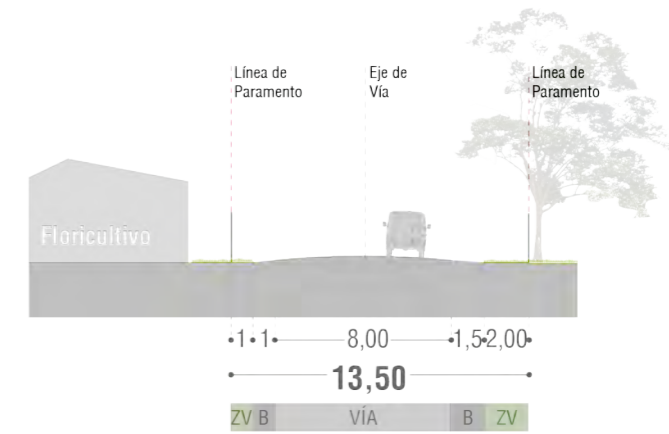 Línea de
Paramento
Eje de
Vía
Línea de
Paramento
Floricultivo
1 1 8,00 1,5 2,00
13,50
ZV B VÍA B ZV